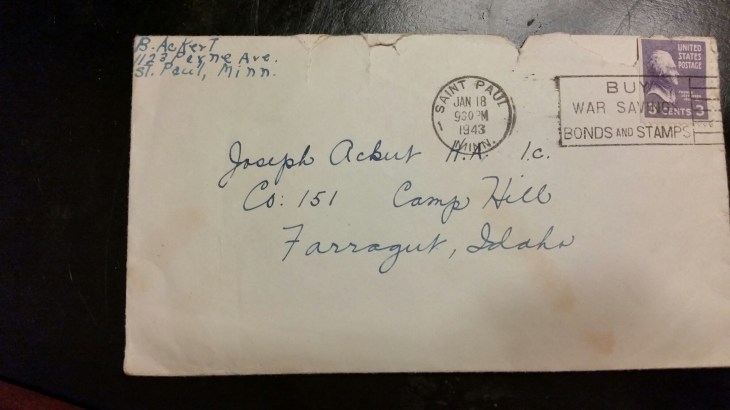 B. Ackert
1123 Payne Ave.
St. Paul, Minn.
SAINT PAUL
JAN 18
930 PM
1943
MINN.
UNITED
STATES
POSTAGE
3 CENTS 3
BUY
WAR SAVINGS
BONDS AND STAMPS
Joseph Ackert H.A. 1c.
Co: 151 Camp Hill
Farragut, Idaho